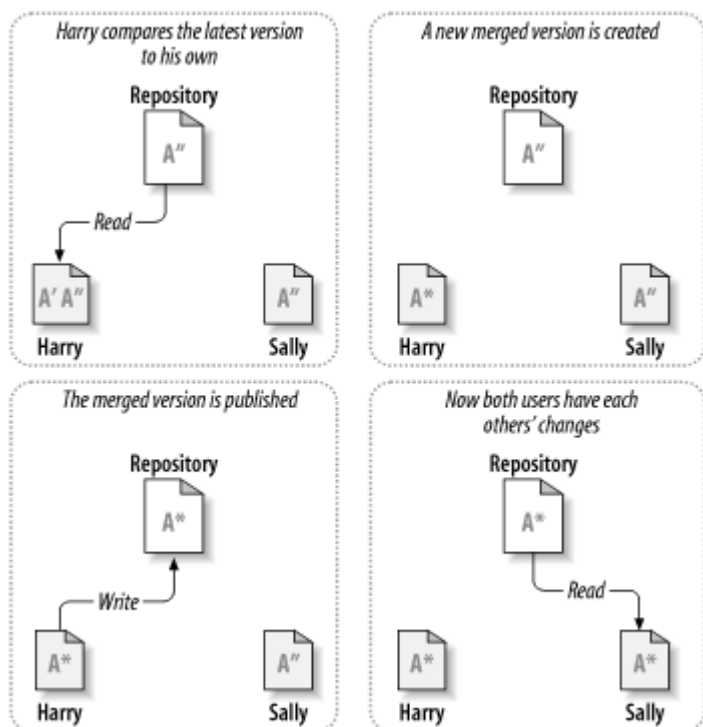 Harry compares the latest version
to his own
Repository
A″
Read
A′ A″
A″
Harry
Sally
A new merged version is created
Repository
A″
A*
A″
Harry
Sally
The merged version is published
Repository
A*
Write
A*
A″
Harry
Sally
Now both users have each
others’ changes
Repository
A*
Read
A*
A*
Harry
Sally